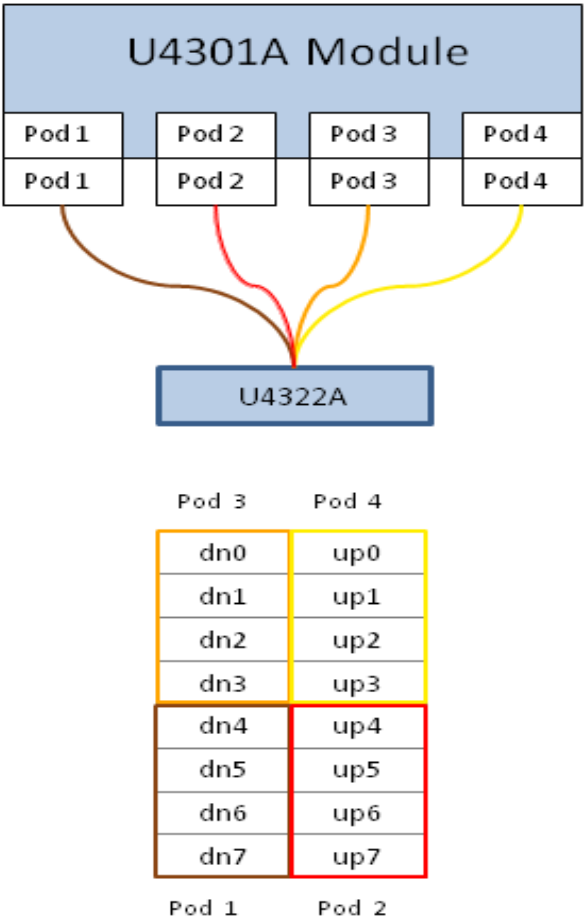 U4301A Module
Pod 1 Pod 2 Pod 3 Pod 4
Pod 1 Pod 2 Pod 3 Pod 4
U4322A
Pod 3 Pod 4
dn0 up0
dn1 up1
dn2 up2
dn3 up3
dn4 up4
dn5 up5
dn6 up6
dn7 up7
Pod 1 Pod 2